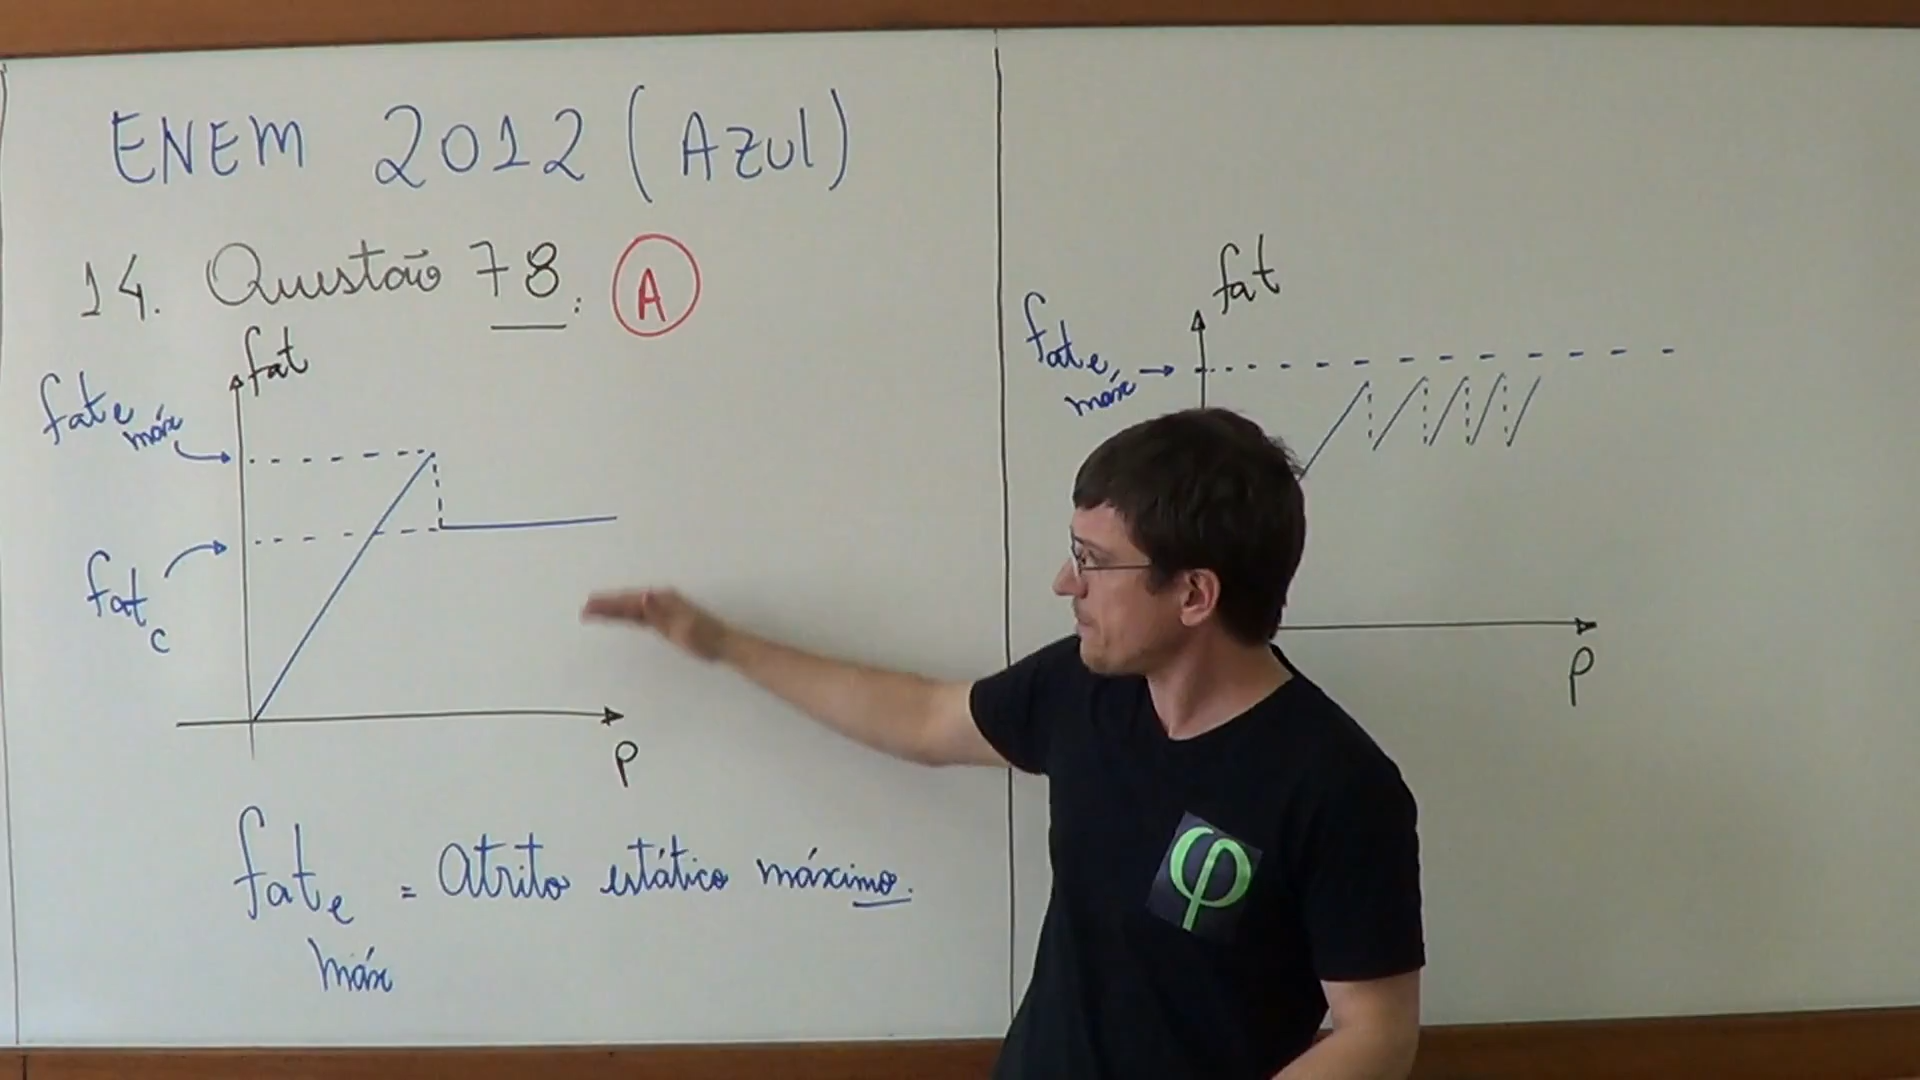 ENEM 2012 (Azul)
14. Questão 78: A
fat
fat e máx
fat c
p
fat e máx = Atrito estático máximo.
fat
fat e, máx
p
φ